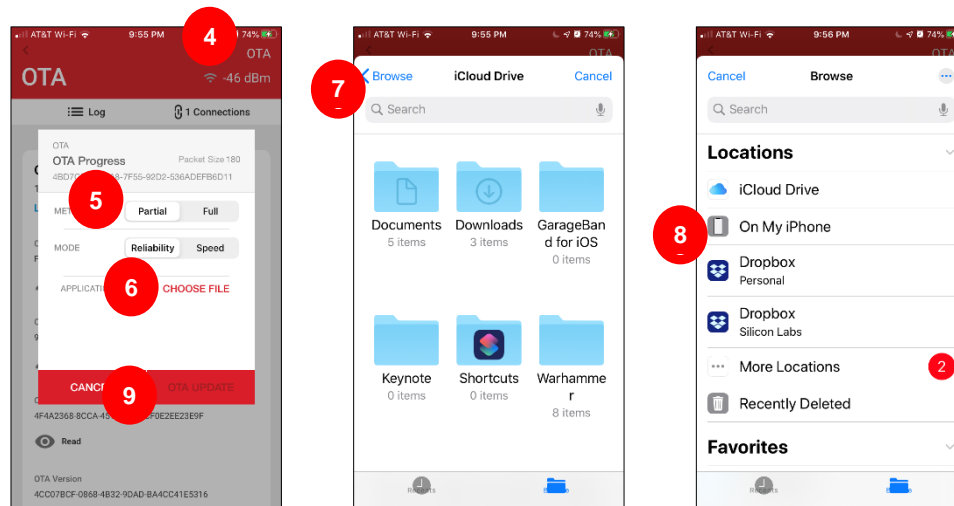 AT&T Wi-Fi 9:55 PM 74%
4
OTA
OTA -46 dBm
Log 1 Connections
OTA
OTA Progress Packet Size 180
7F55-92D2-536ADEFB6D11
5
Partial Full
MODE Reliability Speed
6
CHOOSE FILE
9
OTA UPDATE
4F4A2368-8CCA-45
F0E2EE23E9F
Read
OTA Version
4CC07BCF-0868-4B32-9DAD-BA4CC41E5316
AT&T Wi-Fi 9:55 PM 74%
OTA
7
Browse iCloud Drive Cancel
Search
Documents Downloads GarageBan
d for iOS
5 items 3 items
0 items
Keynote Shortcuts Warhamme
r
0 items 0 items
8 items
AT&T Wi-Fi 9:56 PM 74%
OTA
Cancel Browse
Search
Locations
iCloud Drive
8
On My iPhone
Dropbox
Personal
Dropbox
Silicon Labs
More Locations 2
Recently Deleted
Favorites